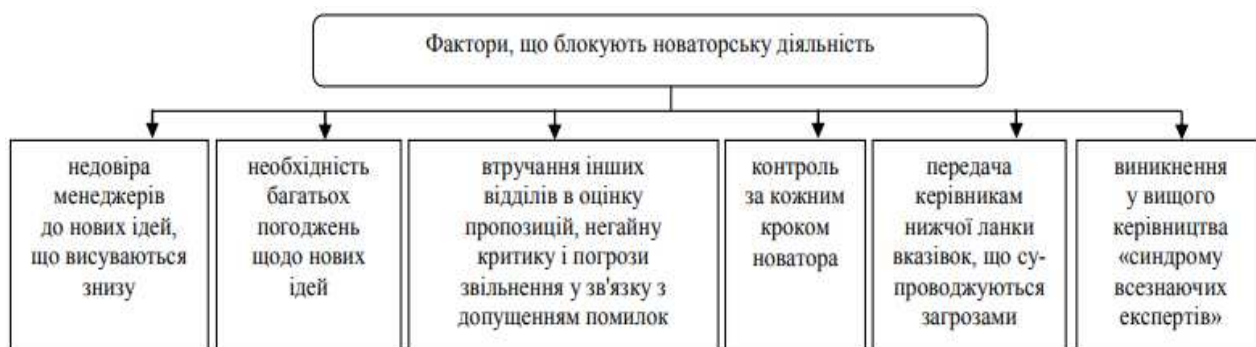 Фактори, що блокують новаторську діяльність
недовіра
менеджерів
до нових ідей,
що висуваються
знизу
необхідність
багатьох
погоджень
щодо нових
ідей
втручання інших
відділів в оцінку
пропозицій, негайну
критику і погрози
звільнення у зв'язку з
допущенням помилок
контроль
за кожним
кроком
новатора
передача
керівникам
нижчої ланки
вказівок, що су-
проводжуються
загрозами
виникнення
у вищого
керівництва
«синдрому
всезнаючих
експертів»